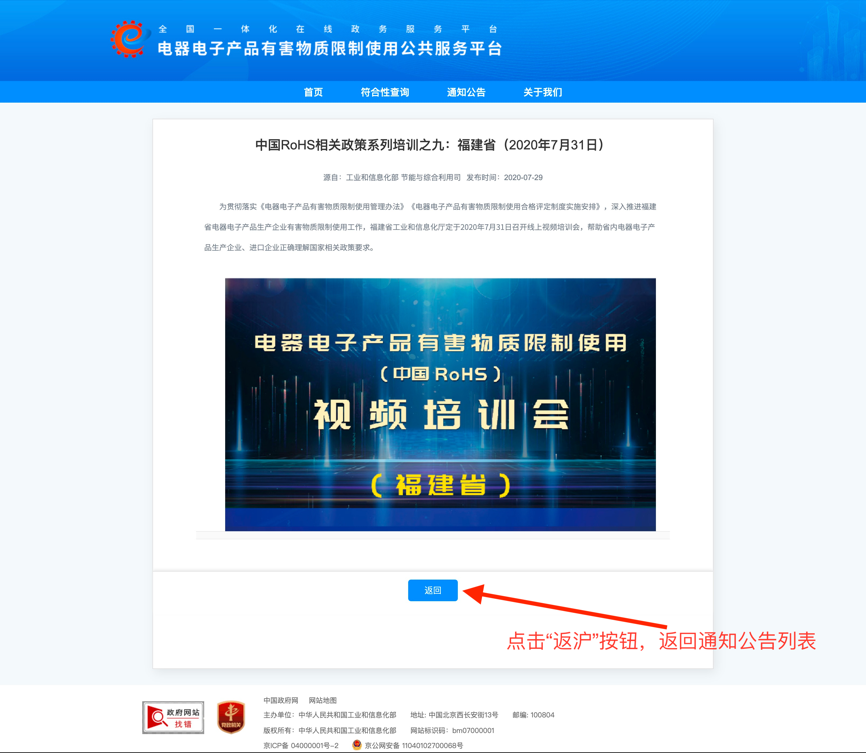 全国一体化在线政务服务平台
电器电子产品有害物质限制使用公共服务平台
首页 符合性查询 通知公告 关于我们
中国RoHS相关政策系列培训之九：福建省（2020年7月31日）
源自：工业和信息化部 节能与综合利用司 发布时间：2020-07-29
为贯彻落实《电器电子产品有害物质限制使用管理办法》《电器电子产品有害物质限制使用合格评定制度实施安排》，深入推进福建
省电器电子产品生产企业有害物质限制使用工作，福建省工业和信息化厅定于2020年7月31日召开线上视频培训会，帮助省内电器电子产
品生产企业、进口企业正确理解国家相关政策要求。
电器电子产品有害物质限制使用
（中国RoHS）
视频培训会
（福建省）
返回
点击“返沪”按钮，返回通知公告列表
政府网站
找错
党政机关
中国政府网 网站地图
主办单位：中华人民共和国工业和信息化部 地址：中国北京西长安街13号 邮编：100804
版权所有：中华人民共和国工业和信息化部 网站标识码：bm07000001
京ICP备 04000001号-2 京公网安备 11040102700068号